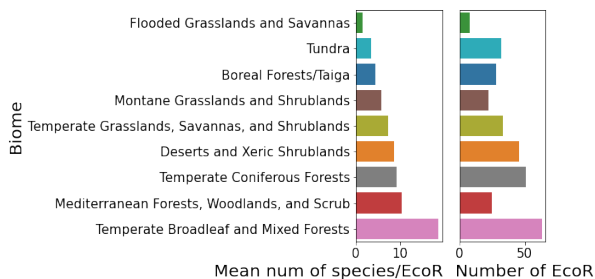 Biome
Flooded Grasslands and Savannas
Tundra
Boreal Forests/Taiga
Montane Grasslands and Shrublands
Temperate Grasslands, Savannas, and Shrublands
Deserts and Xeric Shrublands
Temperate Coniferous Forests
Mediterranean Forests, Woodlands, and Scrub
Temperate Broadleaf and Mixed Forests
0 10 0 50
Mean num of species/EcoR Number of EcoR